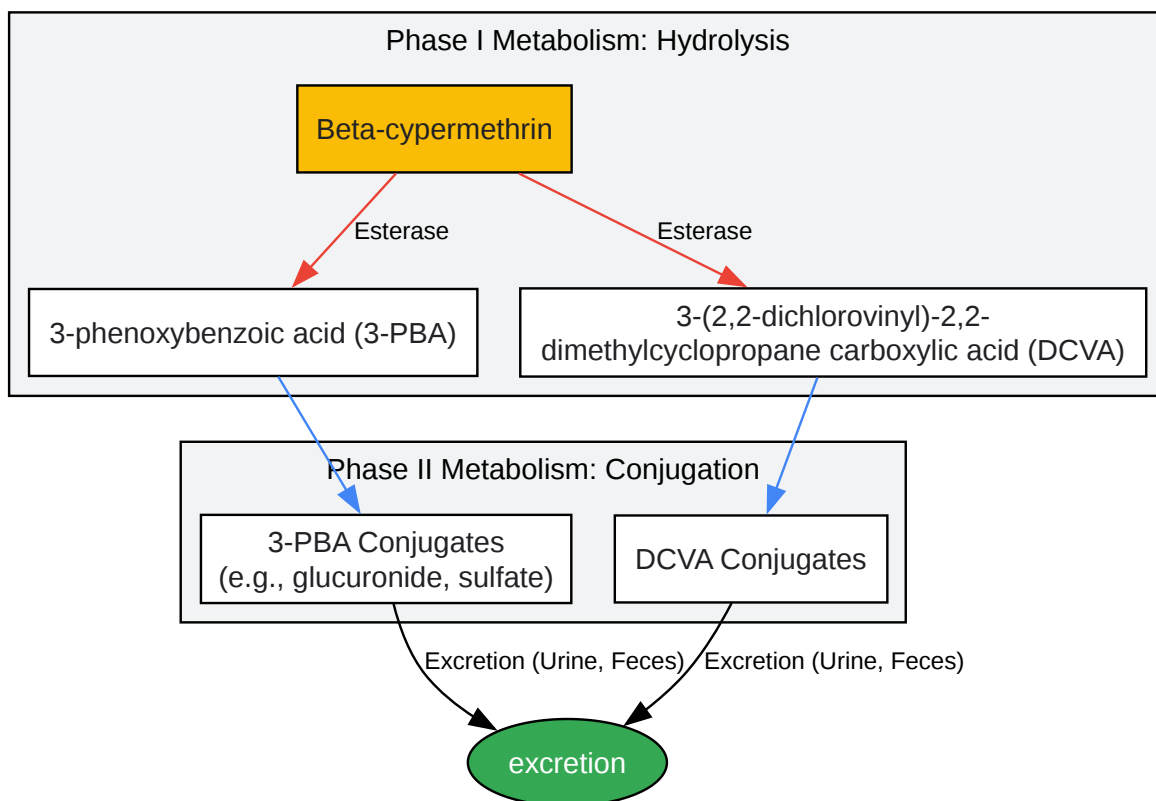 Phase I Metabolism: Hydrolysis
Beta-cypermethrin
Esterase
Esterase
3-phenoxybenzoic acid (3-PBA)
3-(2,2-dichlorovinyl)-2,2-
dimethylcyclopropane carboxylic acid (DCVA)
Phase II Metabolism: Conjugation
3-PBA Conjugates
(e.g., glucuronide, sulfate)
DCVA Conjugates
Excretion (Urine, Feces)
Excretion (Urine, Feces)
excretion